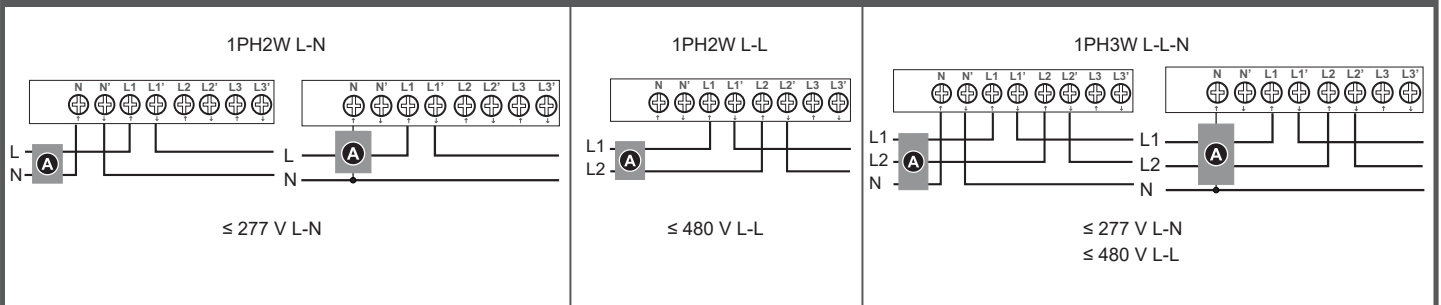 1PH2W L-N
N N' L1 L1' L2 L2' L3 L3'
L
N
A
≤ 277 V L-N
N N' L1 L1' L2 L2' L3 L3'
L
N
A
1PH2W L-L
N N' L1 L1' L2 L2' L3 L3'
L1
L2
A
≤ 480 V L-L
1PH3W L-L-N
N N' L1 L1' L2 L2' L3 L3'
L1
L2
N
A
N N' L1 L1' L2 L2' L3 L3'
L1
L2
N
A
≤ 277 V L-N
≤ 480 V L-L